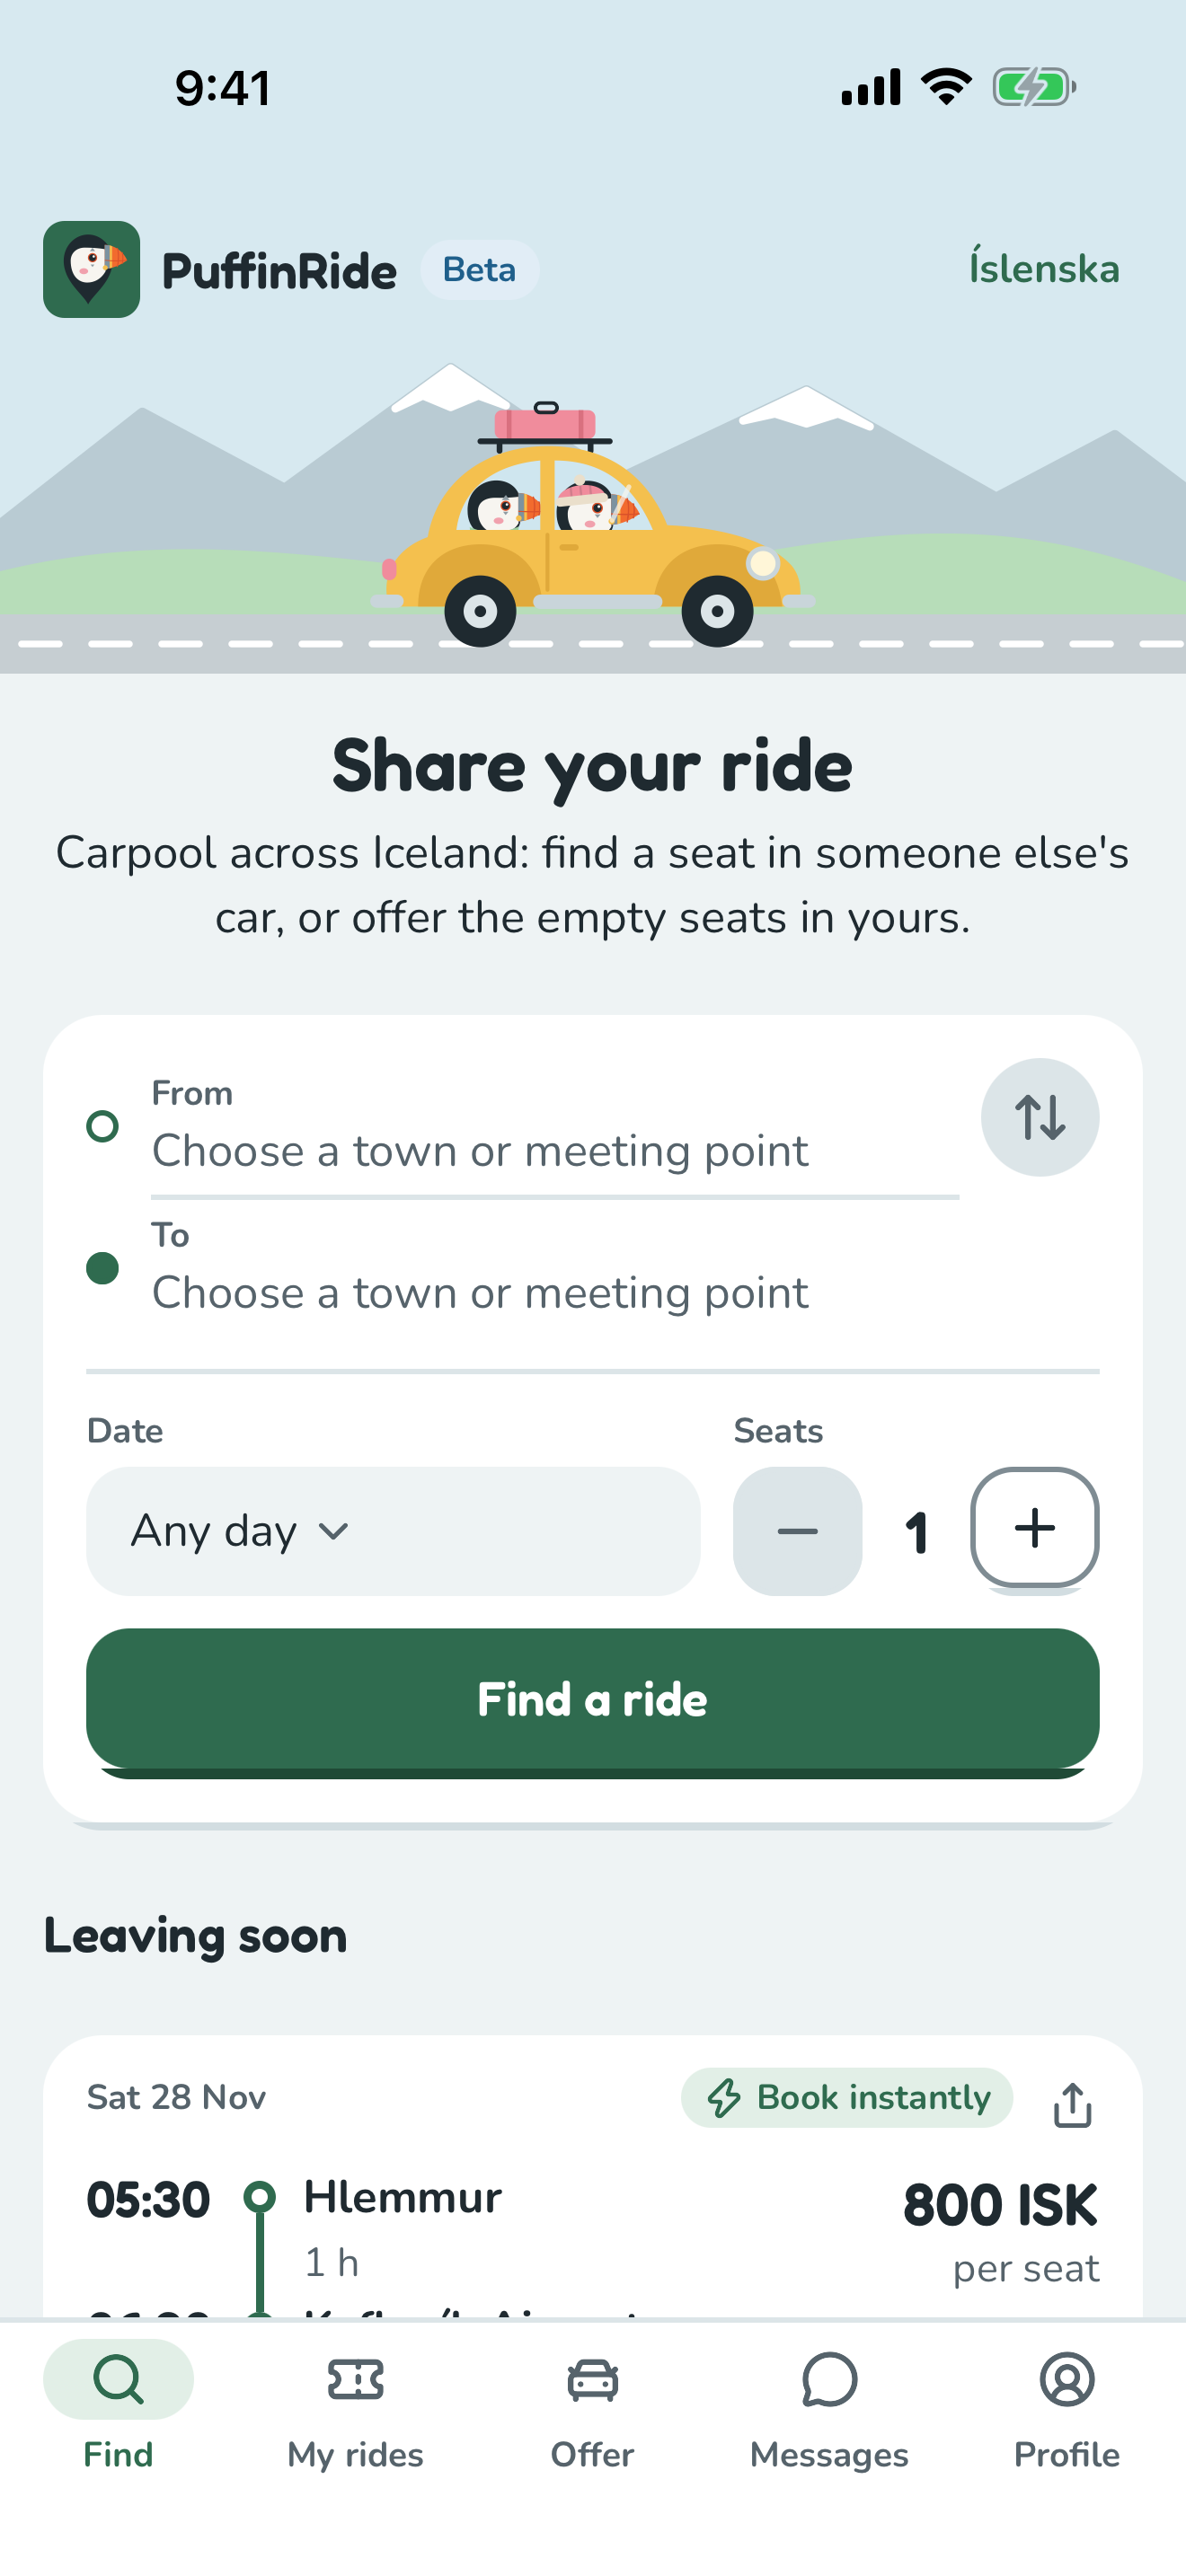 9:41
PuffinRide
Beta
Íslenska
Share your ride
Carpool across Iceland: find a seat in someone else's
car, or offer the empty seats in yours.
From
Choose a town or meeting point
To
Choose a town or meeting point
Date
Seats
Any day
1
Find a ride
Leaving soon
Sat 28 Nov
Book instantly
05:30
Hlemmur
800 ISK
1 h
per seat
Find
My rides
Offer
Messages
Profile